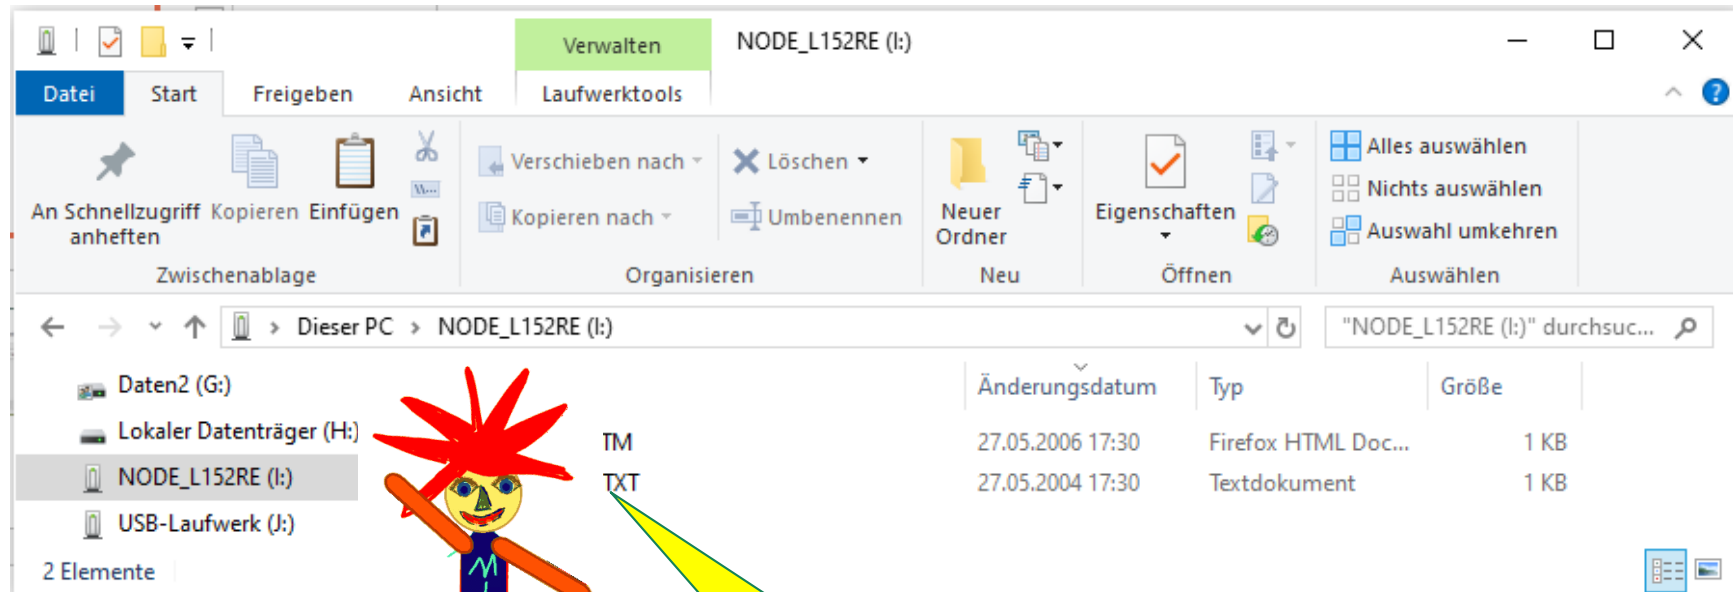 Verwalten NODE_L152RE (I:)
Datei Start Freigeben Ansicht Laufwerktools
Alles auswählen
Verschieben nach Löschen
Nichts auswählen
An Schnellzugriff Kopieren Einfügen Kopieren nach Umbenennen Neuer Eigenschaften
anheften Ordner Auswahl umkehren
Zwischenablage Organisieren Neu Öffnen Auswählen
Dieser PC > NODE_L152RE (I:) "NODE_L152RE (I:)" durchsuc...
Daten2 (G:) Änderungsdatum Typ Größe
Lokaler Datenträger (H:) TM 27.05.2006 17:30 Firefox HTML Doc... 1 KB
NODE_L152RE (I:) TXT 27.05.2004 17:30 Textdokument 1 KB
USB-Laufwerk (J:)
M
2 Elemente